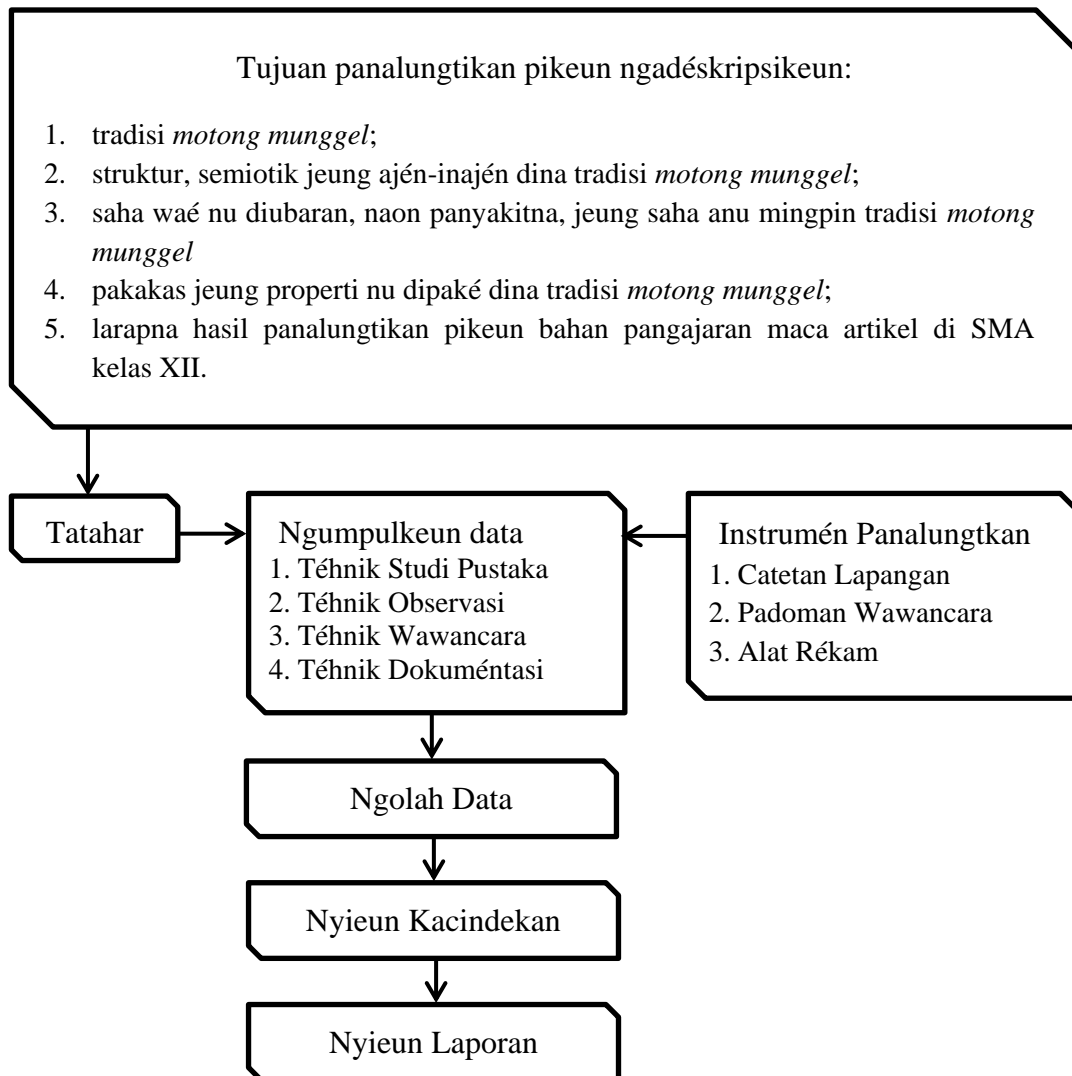 Tujuan panalungtikan pikeun ngadéskripsikeun:
1. tradisi motong munggel;
2. struktur, semiotik jeung ajén-inajén dina tradisi motong munggel;
3. saha waé nu diubaran, naon panyakitna, jeung saha anu mingpin tradisi motong
munggel
4. pakakas jeung properti nu dipaké dina tradisi motong munggel;
5. larapna hasil panalungtikan pikeun bahan pangajaran maca artikel di SMA
kelas XII.
Tatahar
Ngumpulkeun data
1. Téhnik Studi Pustaka
2. Téhnik Observasi
3. Téhnik Wawancara
4. Téhnik Dokuméntasi
Instrumén Panalungtkan
1. Catetan Lapangan
2. Padoman Wawancara
3. Alat Rékam
Ngolah Data
Nyieun Kacindekan
Nyieun Laporan